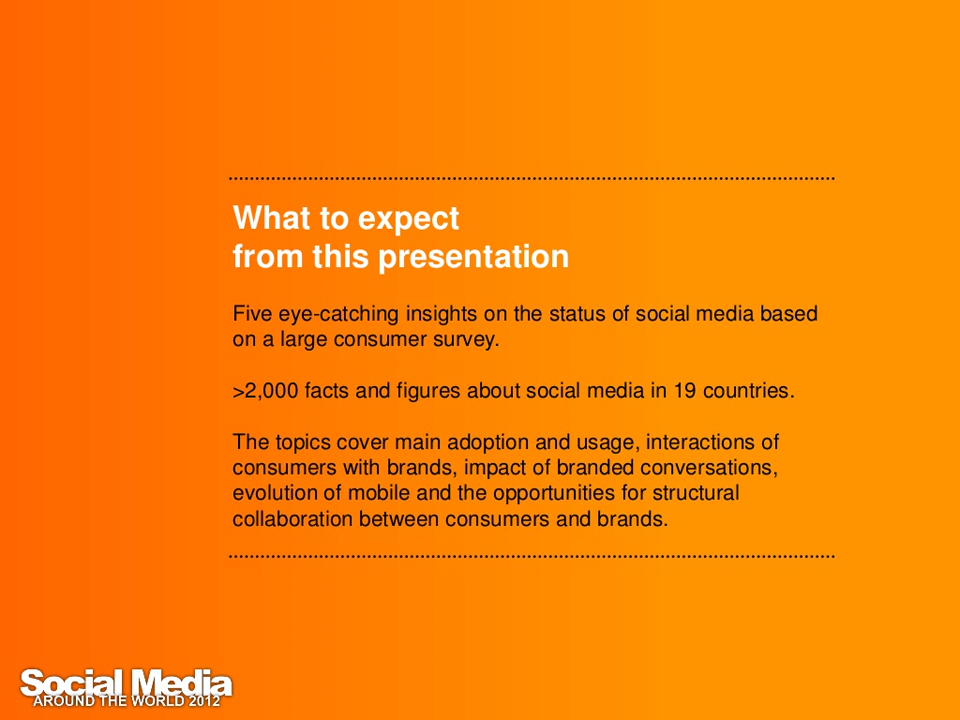 What to expect
from this presentation
Five eye-catching insights on the status of social media based
on a large consumer survey.
>2,000 facts and figures about social media in 19 countries.
The topics cover main adoption and usage, interactions of
consumers with brands, impact of branded conversations,
evolution of mobile and the opportunities for structural
collaboration between consumers and brands.
Social Media
AROUND THE WORLD 2012